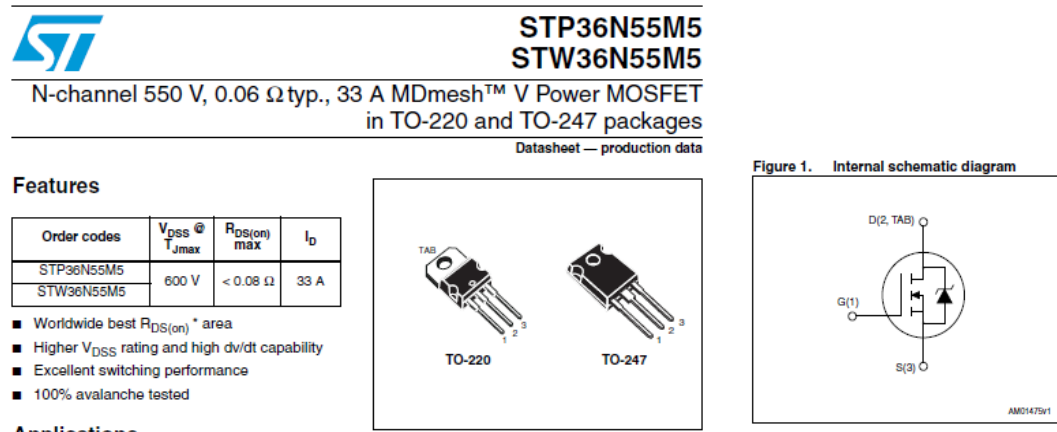 ST
STP36N55M5
STW36N55M5
N-channel 550 V, 0.06 Ω typ., 33 A MDmesh™ V Power MOSFET
in TO-220 and TO-247 packages
Datasheet — production data
Features
Order codes VDSS @ TJmax RDS(on) max ID
STP36N55M5
STW36N55M5
600 V < 0.08 Ω 33 A
■ Worldwide best RDS(on) * area
■ Higher VDSS rating and high dv/dt capability
■ Excellent switching performance
■ 100% avalanche tested
Applications
TAB
1 2 3
TO-220
1 2 3
TO-247
Figure 1. Internal schematic diagram
D(2, TAB)
G(1)
S(3)
AM01475v1